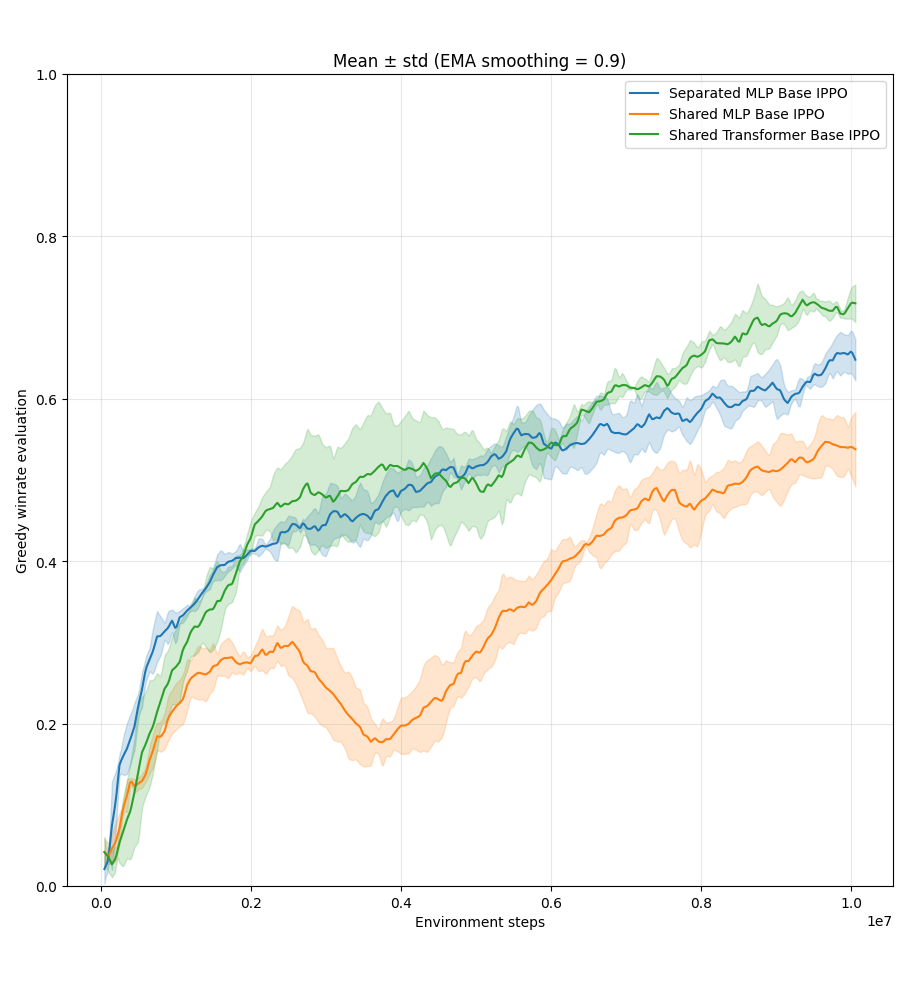 Mean ± std (EMA smoothing = 0.9)
Separated MLP Base IPPO
Shared MLP Base IPPO
Shared Transformer Base IPPO
Greedy winrate evaluation
1.0
0.8
0.6
0.4
0.2
0.0
0.0 0.2 0.4 0.6 0.8 1.0
1e7
Environment steps